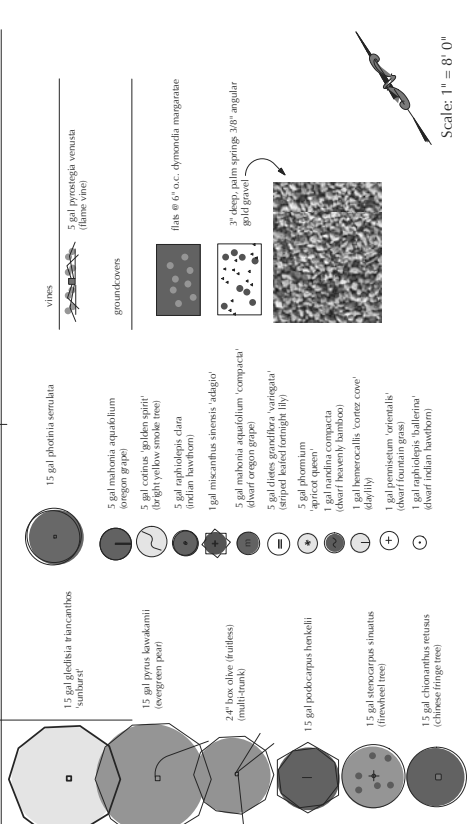 15 gal gleditsia triancanthos
'sunburst'
15 gal pyrus kawakamii
(evergreen pear)
24" box olive (fruitless)
(multi-trunk)
15 gal podocarpus henkelii
15 gal stenocarpus sinuatus
(firewheel tree)
15 gal chionanthus retusus
(chinese fringe tree)
15 gal photinia serrulata
5 gal mahonia aquafolium
(oregon grape)
5 gal cotinus 'golden spirit'
(bright yellow smoke tree)
5 gal raphiolepis clara
(indian hawthorn)
1gal miscanthus sinensis 'adagio'
5 gal mahonia aquafolium 'compacta'
(dwarf oregon grape)
5 gal dietes grandflora 'variegata'
(striped leafed fortnight lily)
5 gal phormium
'apricot queen'
1 gal nandina compacta
(dwarf heavenly bamboo)
1 gal hemerocallis 'cortez cove'
(daylily)
1 gal pennisetum 'orientalis'
(dwarf fountain grass)
1 gal raphiolepis 'ballerina'
(dwarf indian hawthorn)
vines
5 gal pyrostegia venusta
(flame vine)
groundcovers
flats @ 6" o.c. dymondia margaratae
3" deep, palm springs 3/8" angular
gold gravel
Scale: 1" = 8' 0"